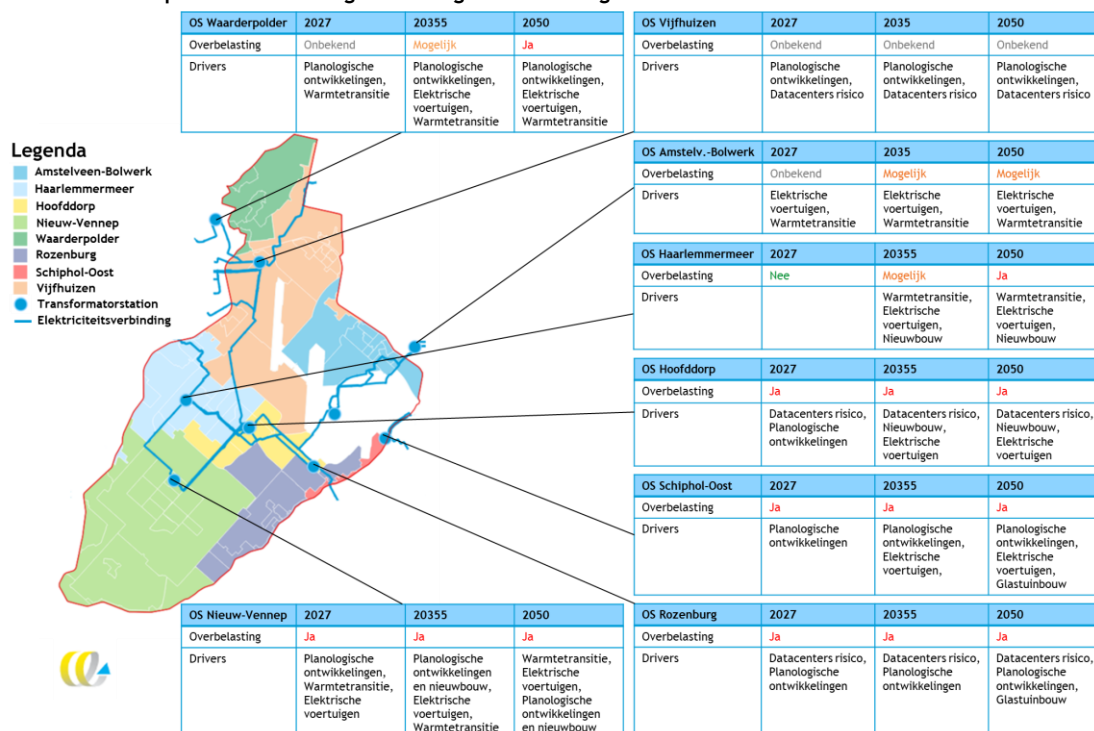 OS Waarderpolder 2027 20355 2050
Overbelasting Onbekend Mogelijk Ja
Drivers Planologische ontwikkelingen, Warmtetransitie Planologische ontwikkelingen, Elektrische voertuigen, Warmtetransitie Planologische ontwikkelingen, Elektrische voertuigen, Warmtetransitie
OS Vijfhuizen 2027 2035 2050
Overbelasting Onbekend Onbekend Onbekend
Drivers Planologische ontwikkelingen, Datacenters risico Planologische ontwikkelingen, Datacenters risico Planologische ontwikkelingen, Datacenters risico
Legenda
Amstelveen-Bolwerk
Haarlemmermeer
Hoofddorp
Nieuw-Vennep
Waarderpolder
Rozenburg
Schiphol-Oost
Vijfhuizen
Transformatorstation
Elektriciteitsverbinding
OS Amstelv.-Bolwerk 2027 2035 2050
Overbelasting Onbekend Mogelijk Mogelijk
Drivers Elektrische voertuigen, Warmtetransitie Elektrische voertuigen, Warmtetransitie Elektrische voertuigen, Warmtetransitie
OS Haarlemmermeer 2027 20355 2050
Overbelasting Nee Mogelijk Ja
Drivers Warmtetransitie, Elektrische voertuigen, Nieuwbouw Warmtetransitie, Elektrische voertuigen, Nieuwbouw
OS Hoofddorp 2027 20355 2050
Overbelasting Ja Ja Ja
Drivers Datacenters risico, Planologische ontwikkelingen Datacenters risico, Nieuwbouw, Elektrische voertuigen Datacenters risico, Nieuwbouw, Elektrische voertuigen
OS Schiphol-Oost 2027 20355 2050
Overbelasting Ja Ja Ja
Drivers Planologische ontwikkelingen Planologische ontwikkelingen, Elektrische voertuigen, Planologische ontwikkelingen, Elektrische voertuigen, Glastuinbouw
OS Nieuw-Vennep 2027 20355 2050
Overbelasting Ja Ja Ja
Drivers Planologische ontwikkelingen, Warmtetransitie, Elektrische voertuigen Planologische ontwikkelingen en nieuwbouw, Elektrische voertuigen, Warmtetransitie Warmtetransitie, Elektrische voertuigen, Planologische ontwikkelingen en nieuwbouw
OS Rozenburg 2027 20355 2050
Overbelasting Ja Ja Ja
Drivers Datacenters risico, Planologische ontwikkelingen Datacenters risico, Planologische ontwikkelingen Datacenters risico, Planologische ontwikkelingen, Glastuinbouw